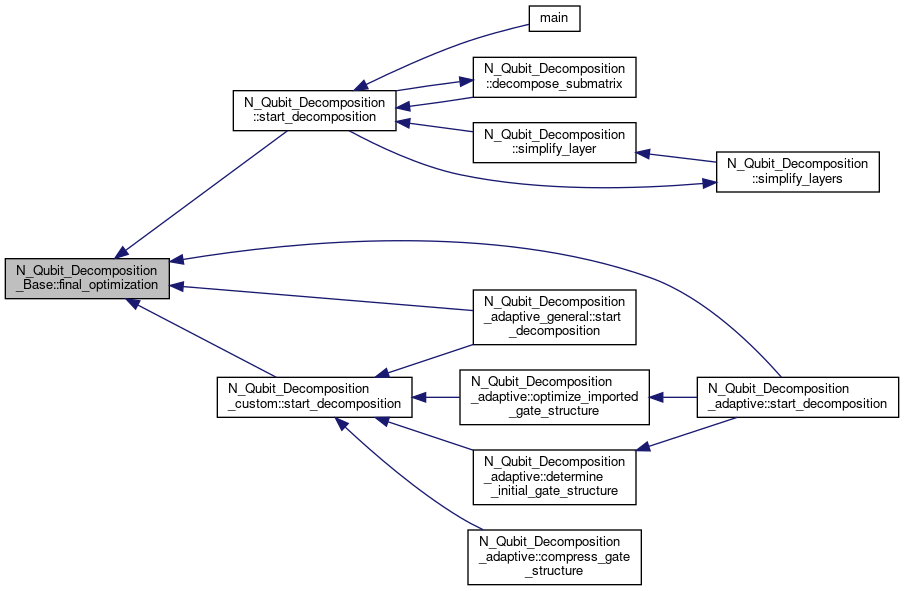 main
N_Qubit_Decomposition
::decompose_submatrix
N_Qubit_Decomposition
::start_decomposition
N_Qubit_Decomposition
::simplify_layer
N_Qubit_Decomposition
::simplify_layers
N_Qubit_Decomposition
_Base::final_optimization
N_Qubit_Decomposition
_adaptive_general::start
_decomposition
N_Qubit_Decomposition
_custom::start_decomposition
N_Qubit_Decomposition
_adaptive::optimize_imported
_gate_structure
N_Qubit_Decomposition
_adaptive::start_decomposition
N_Qubit_Decomposition
_adaptive::determine
_initial_gate_structure
N_Qubit_Decomposition
_adaptive::compress_gate
_structure